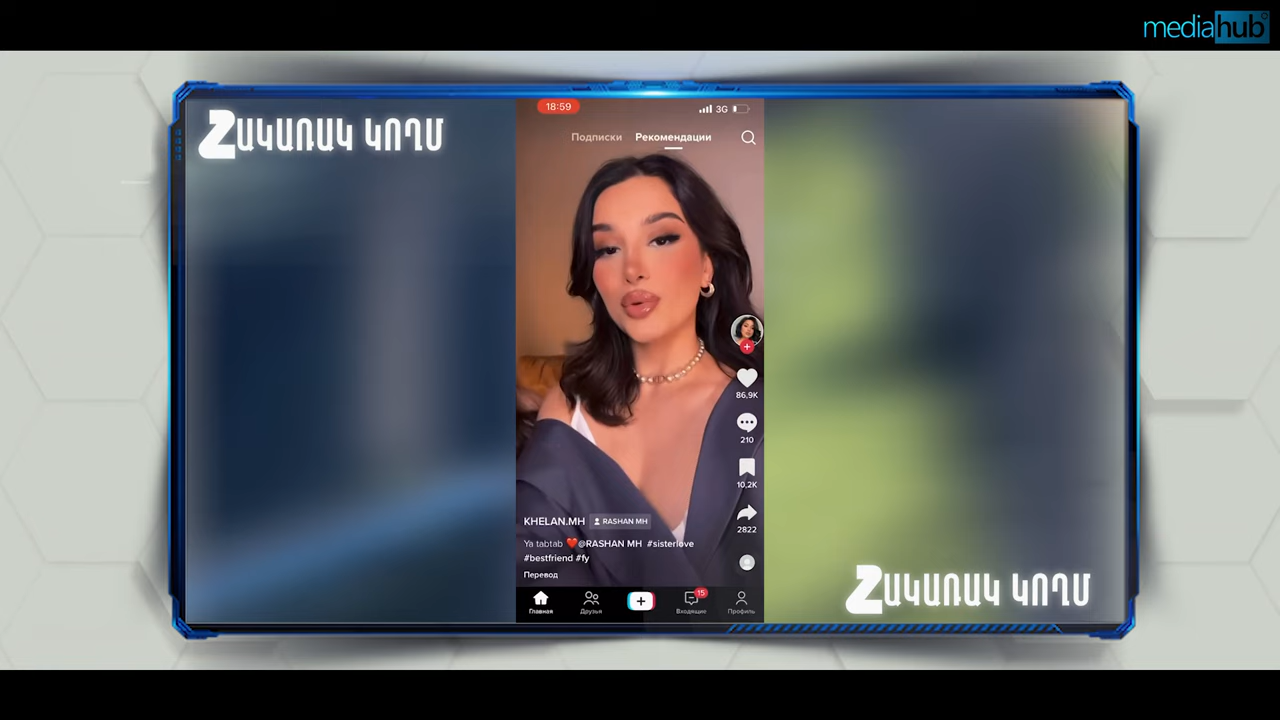 mediahub
Հակառակ կողմ
18:59
3G
Подписки Рекомендации
86,9K
210
10,2K
2822
KHELAN.MH RASHAN MH
Ya tabtab ❤️@RASHAN MH #sisterlove
#bestfriend #fy
Перевод
15
Главная Друзья Входящие Профиль
Հակառակ կողմ